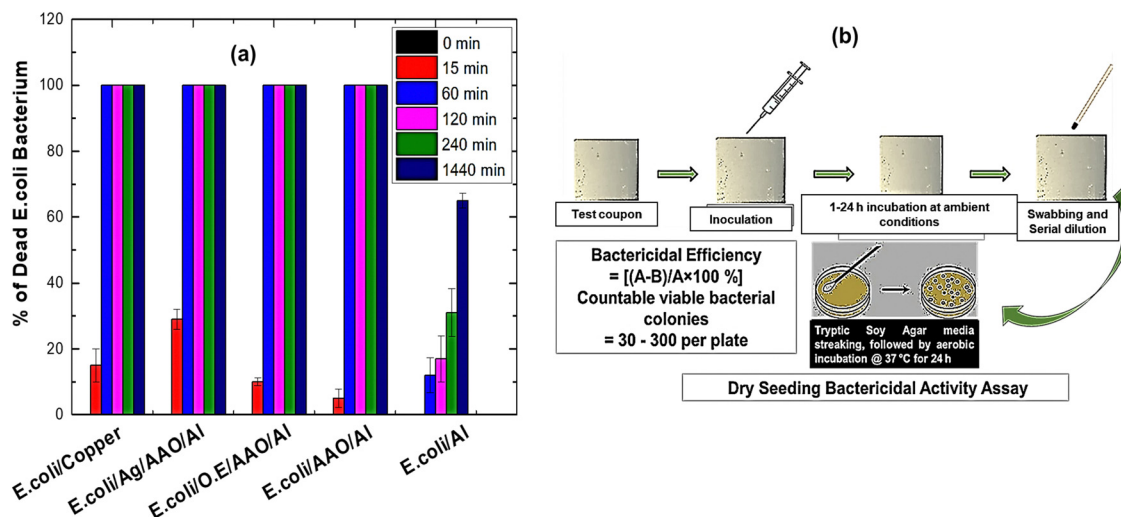 (a)
% of Dead E.coli Bacterium
120
100
80
60
40
20
0
0 min
15 min
60 min
120 min
240 min
1440 min
E.coli/Copper
E.coli/Ag/AAO/Al
E.coli/O.E/AAO/Al
E.coli/AAO/Al
E.coli/Al
(b)
Test coupon
Inoculation
1-24 h incubation at ambient
conditions
Swabbing and
Serial dilution
Bactericidal Efficiency
= [(A-B)/A×100 %]
Countable viable bacterial
colonies
= 30 - 300 per plate
Tryptic Soy Agar media
streaking, followed by aerobic
incubation @ 37 °C for 24 h
Dry Seeding Bactericidal Activity Assay